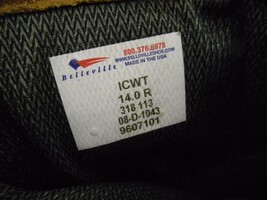 800.376.6978
WWW.BELLEVILLESHOE.COM
MADE IN THE USA
Belleville
ICWT
14.0 R
318 113
08-D-1043
9607101